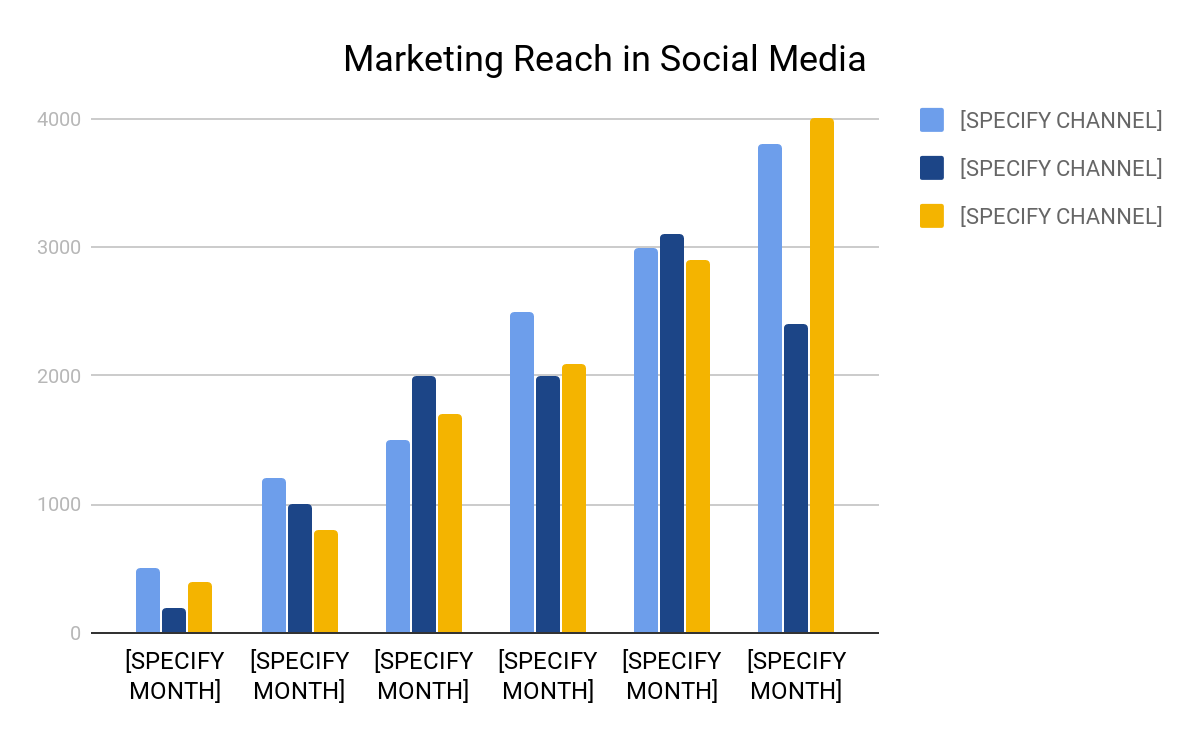 Marketing Reach in Social Media
4000
3000
2000
1000
0
[SPECIFY CHANNEL]
[SPECIFY CHANNEL]
[SPECIFY CHANNEL]
[SPECIFY
MONTH]
[SPECIFY
MONTH]
[SPECIFY
MONTH]
[SPECIFY
MONTH]
[SPECIFY
MONTH]
[SPECIFY
MONTH]